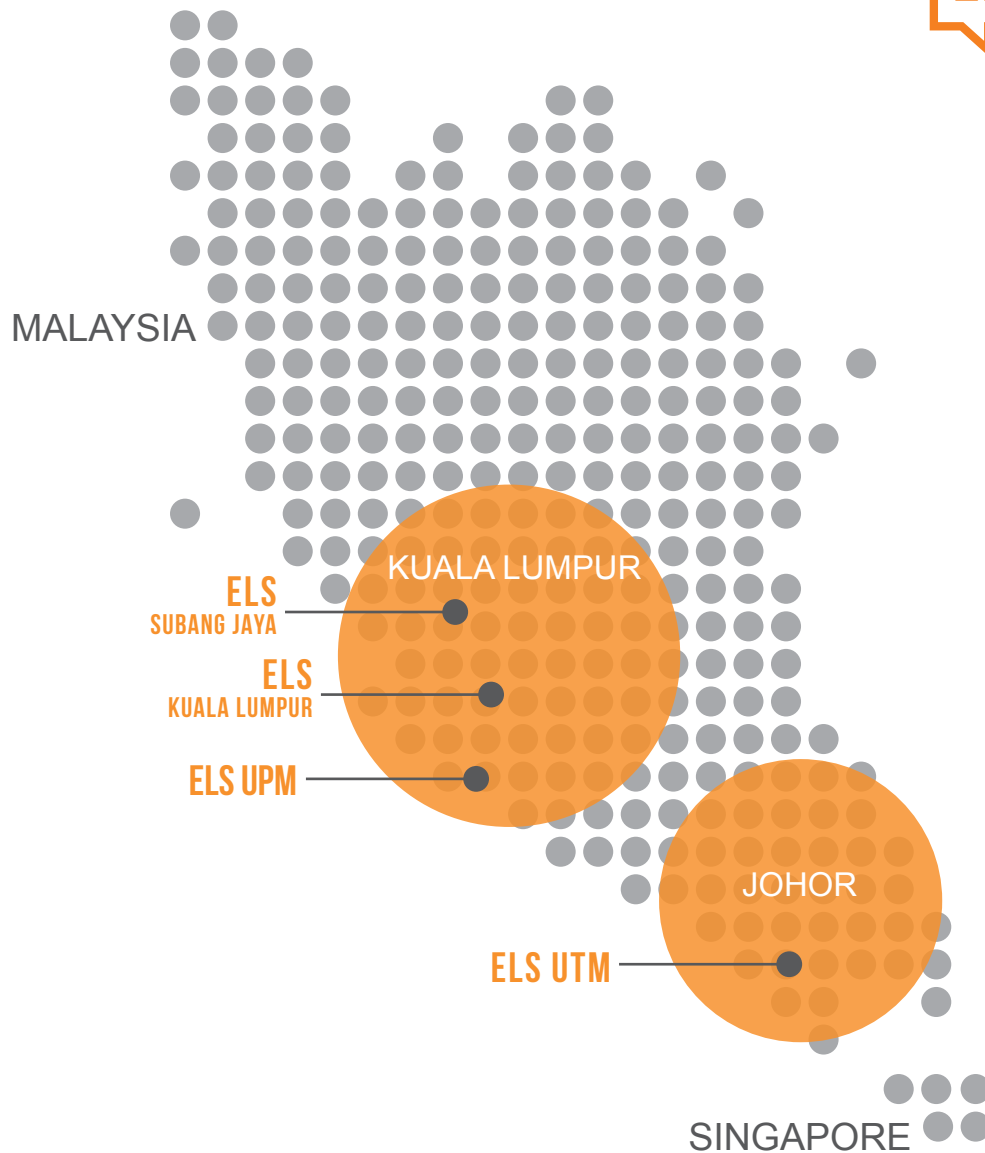 MALAYSIA
KUALA LUMPUR
ELS
SUBANG JAYA
ELS
KUALA LUMPUR
ELS UPM
JOHOR
ELS UTM
SINGAPORE